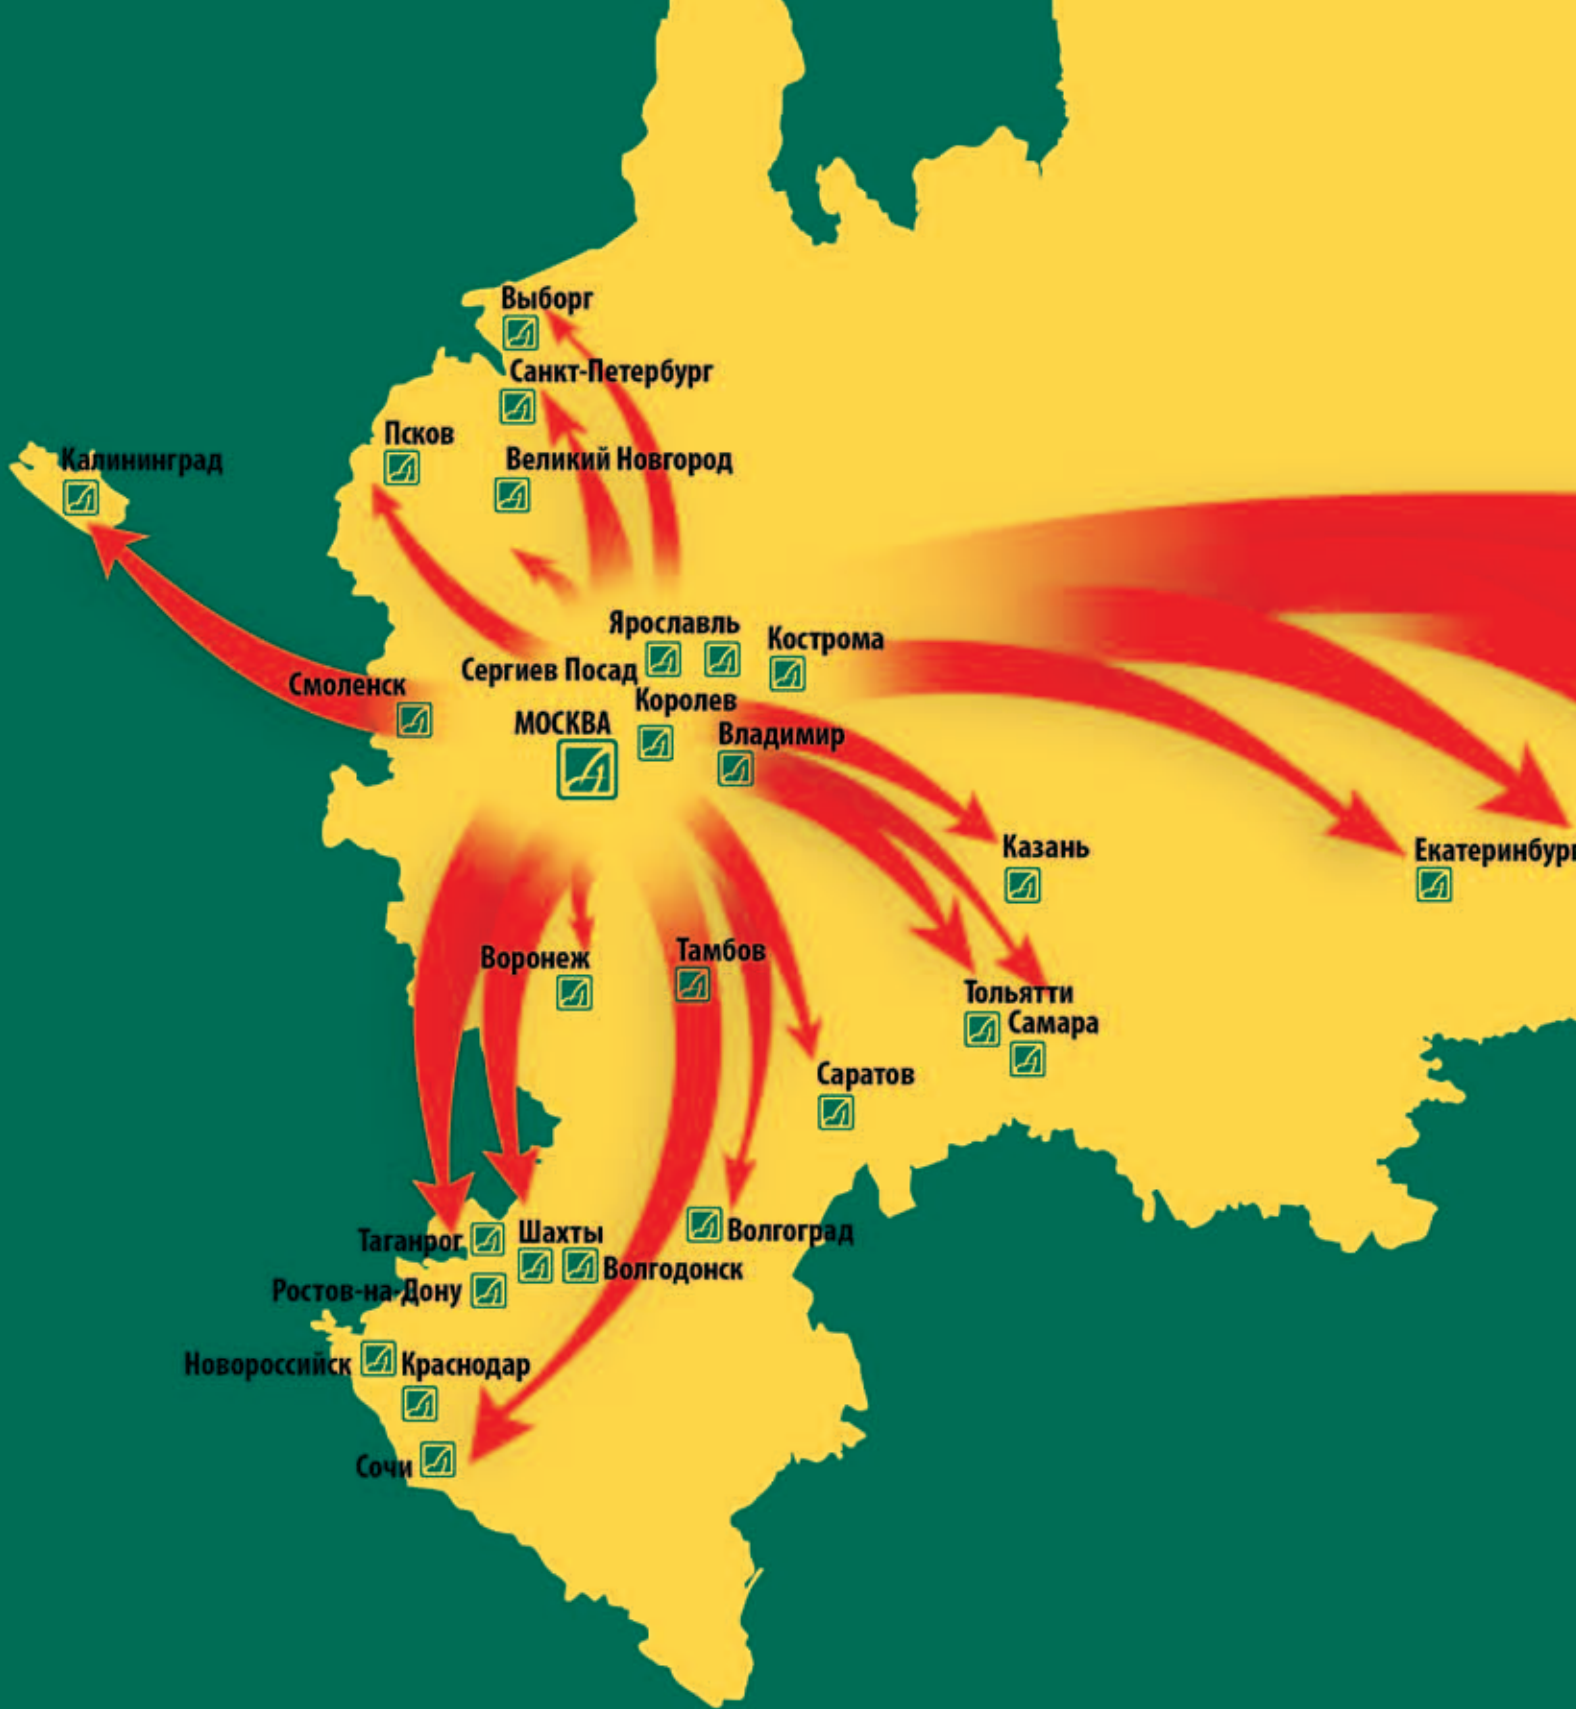 Выборг
Санкт-Петербург
Псков
Великий Новгород
Калининград
Ярославль
Кострома
Сергиев Посад
Смоленск
Королев
МОСКВА
Владимир
Казань
Екатеринбург
Воронеж
Тамбов
Тольятти
Самара
Саратов
Таганрог
Шахты
Волгоград
Волгодонск
Ростов-на-Дону
Новороссийск
Краснодар
Сочи